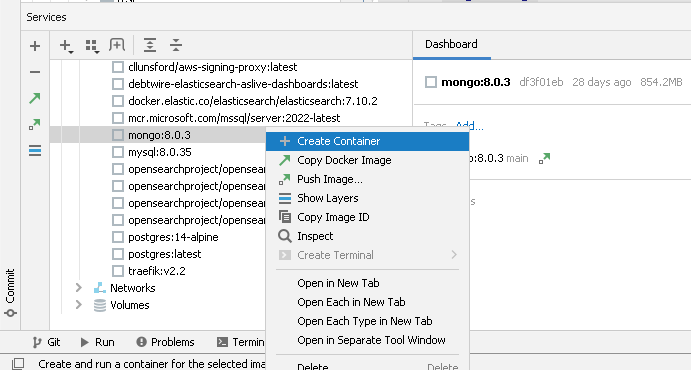 Services
Dashboard
cllunsford/aws-signing-proxy:latest
debtwire-elasticsearch-aslive-dashboards:latest
docker.elastic.co/elasticsearch/elasticsearch:7.10.2
mcr.microsoft.com/mssql/server:2022-latest
mongo:8.0.3
mysql:8.0.35
opensearchproject/opensear
opensearchproject/opensear
opensearchproject/opensear
opensearchproject/opensear
postgres:14-alpine
postgres:latest
traefik:v2.2
Networks
Volumes
mongo:8.0.3 df3f01eb 28 days ago 854.2MB
Tags Add...
:8.0.3 main
s
Create Container
Copy Docker Image
Push Image...
Show Layers
Copy Image ID
Inspect
Create Terminal
Open in New Tab
Open Each in New Tab
Open Each Type in New Tab
Open in Separate Tool Window
Delete
Delete
Commit
Git
Run
Problems
Termin
Create and run a container for the selected ima